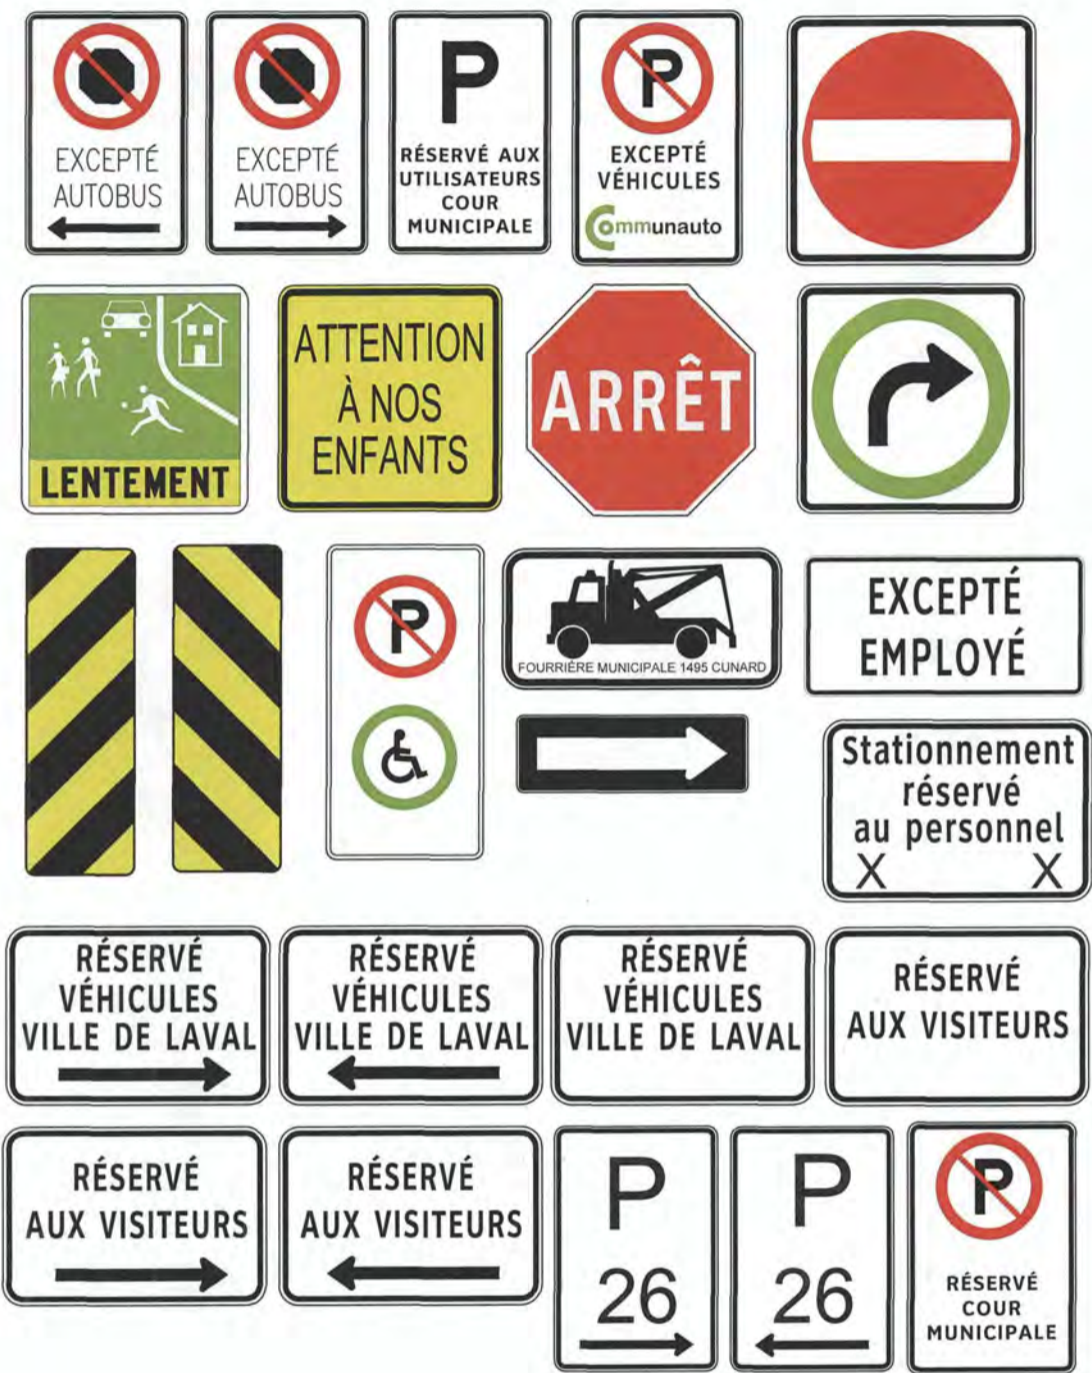 EXCEPTÉ
AUTOBUS
EXCEPTÉ
AUTOBUS
P
RÉSERVÉ AUX
UTILISATEURS
COUR
MUNICIPALE
P
EXCEPTÉ
VÉHICULES
Communauto
LENTEMENT
ATTENTION
À NOS
ENFANTS
ARRÊT
P
FOURRIÈRE MUNICIPALE 1495 CUNARD
EXCEPTÉ
EMPLOYÉ
Stationnement
réservé
au personnel
X X
RÉSERVÉ
VÉHICULES
VILLE DE LAVAL
RÉSERVÉ
VÉHICULES
VILLE DE LAVAL
RÉSERVÉ
VÉHICULES
VILLE DE LAVAL
RÉSERVÉ
AUX VISITEURS
RÉSERVÉ
AUX VISITEURS
RÉSERVÉ
AUX VISITEURS
P
26
P
26
P
RÉSERVÉ
COUR
MUNICIPALE